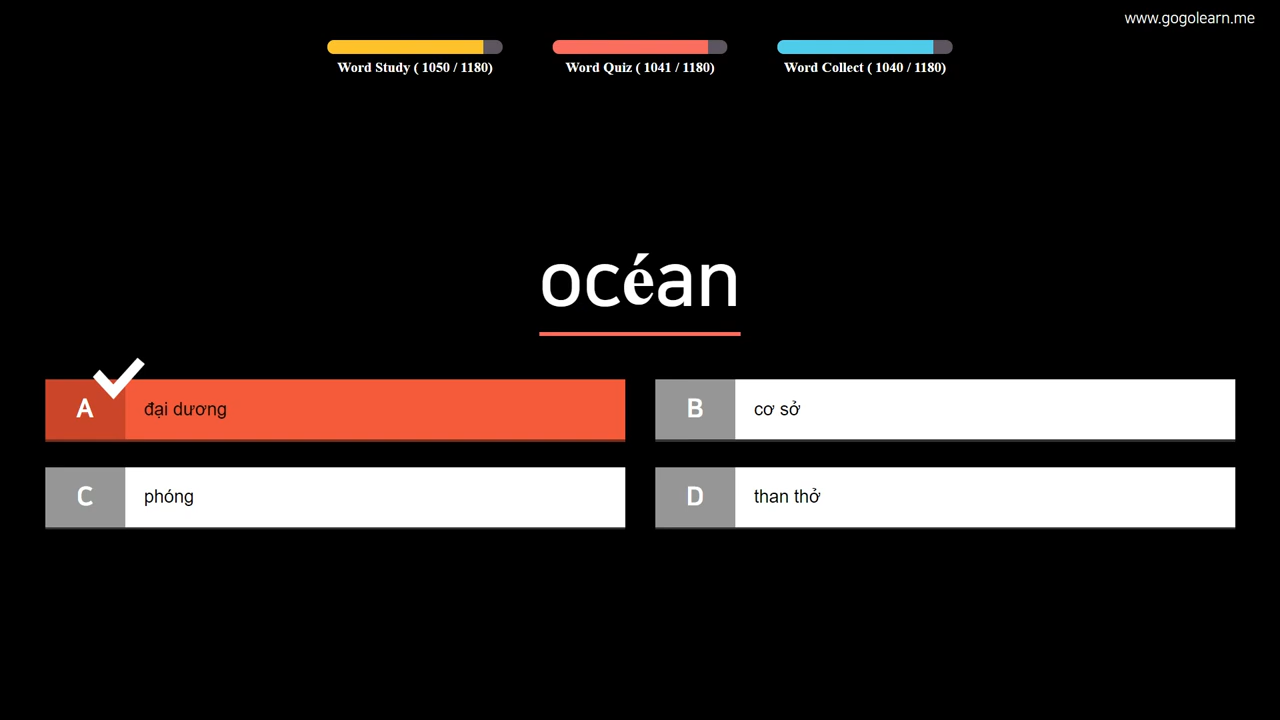 www.gogolearn.me
Word Study ( 1050 / 1180)
Word Quiz ( 1041 / 1180)
Word Collect ( 1040 / 1180)
océan
A đại dương
B cơ sở
C phóng
D than thở